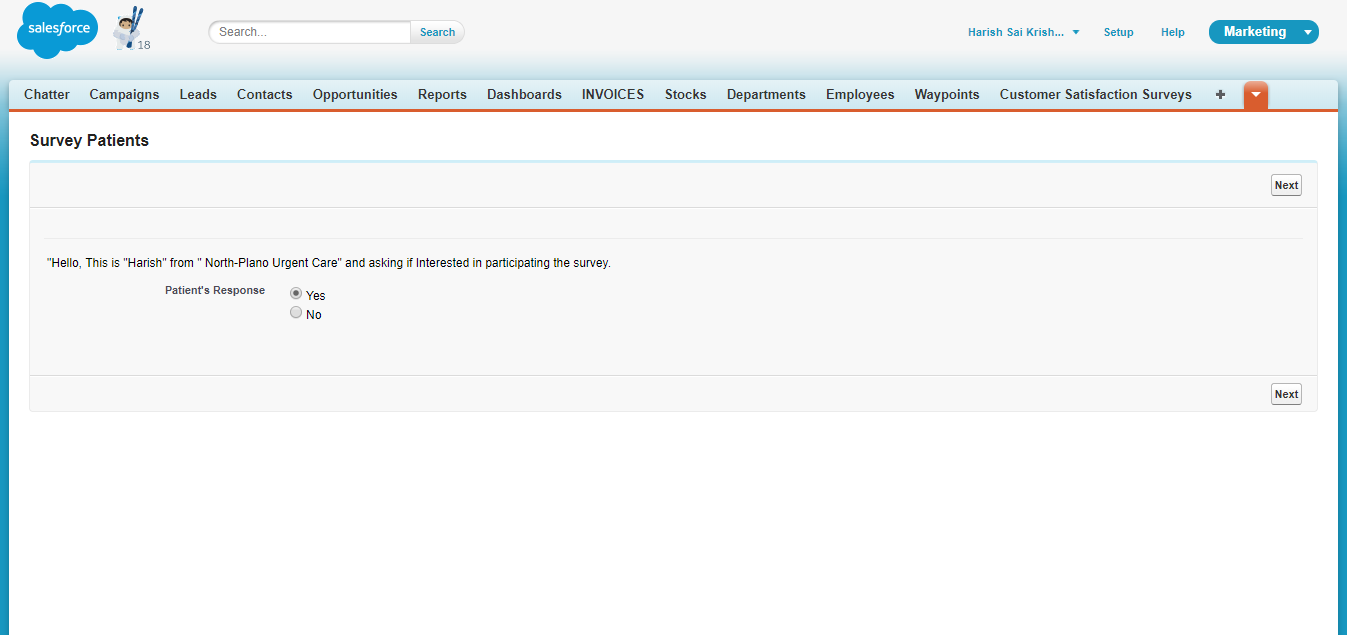 salesforce
18
Search...
Search
Harish Sai Krish...
Setup
Help
Marketing
Chatter Campaigns Leads Contacts Opportunities Reports Dashboards INVOICES Stocks Departments Employees Waypoints Customer Satisfaction Surveys +
Survey Patients
Next
"Hello, This is "Harish" from " North-Plano Urgent Care" and asking if Interested in participating the survey.
Patient's Response
Yes
No
Next